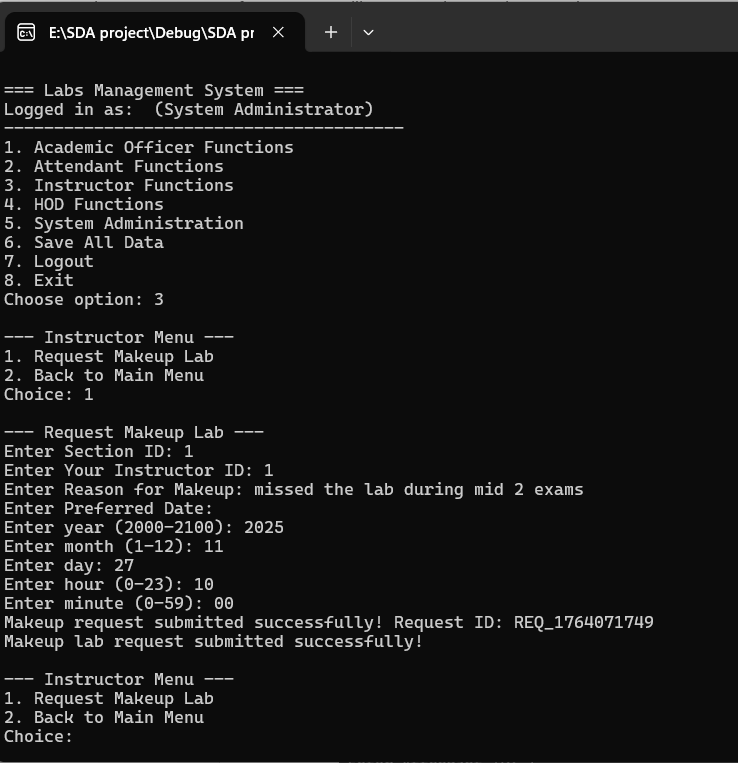 E:\SDA project\Debug\SDA pr
=== Labs Management System ===
Logged in as:  (System Administrator)
----------------------------------------
1. Academic Officer Functions
2. Attendant Functions
3. Instructor Functions
4. HOD Functions
5. System Administration
6. Save All Data
7. Logout
8. Exit
Choose option: 3
--- Instructor Menu ---
1. Request Makeup Lab
2. Back to Main Menu
Choice: 1
--- Request Makeup Lab ---
Enter Section ID: 1
Enter Your Instructor ID: 1
Enter Reason for Makeup: missed the lab during mid 2 exams
Enter Preferred Date:
Enter year (2000-2100): 2025
Enter month (1-12): 11
Enter day: 27
Enter hour (0-23): 10
Enter minute (0-59): 00
Makeup request submitted successfully! Request ID: REQ_1764071749
Makeup lab request submitted successfully!
--- Instructor Menu ---
1. Request Makeup Lab
2. Back to Main Menu
Choice: